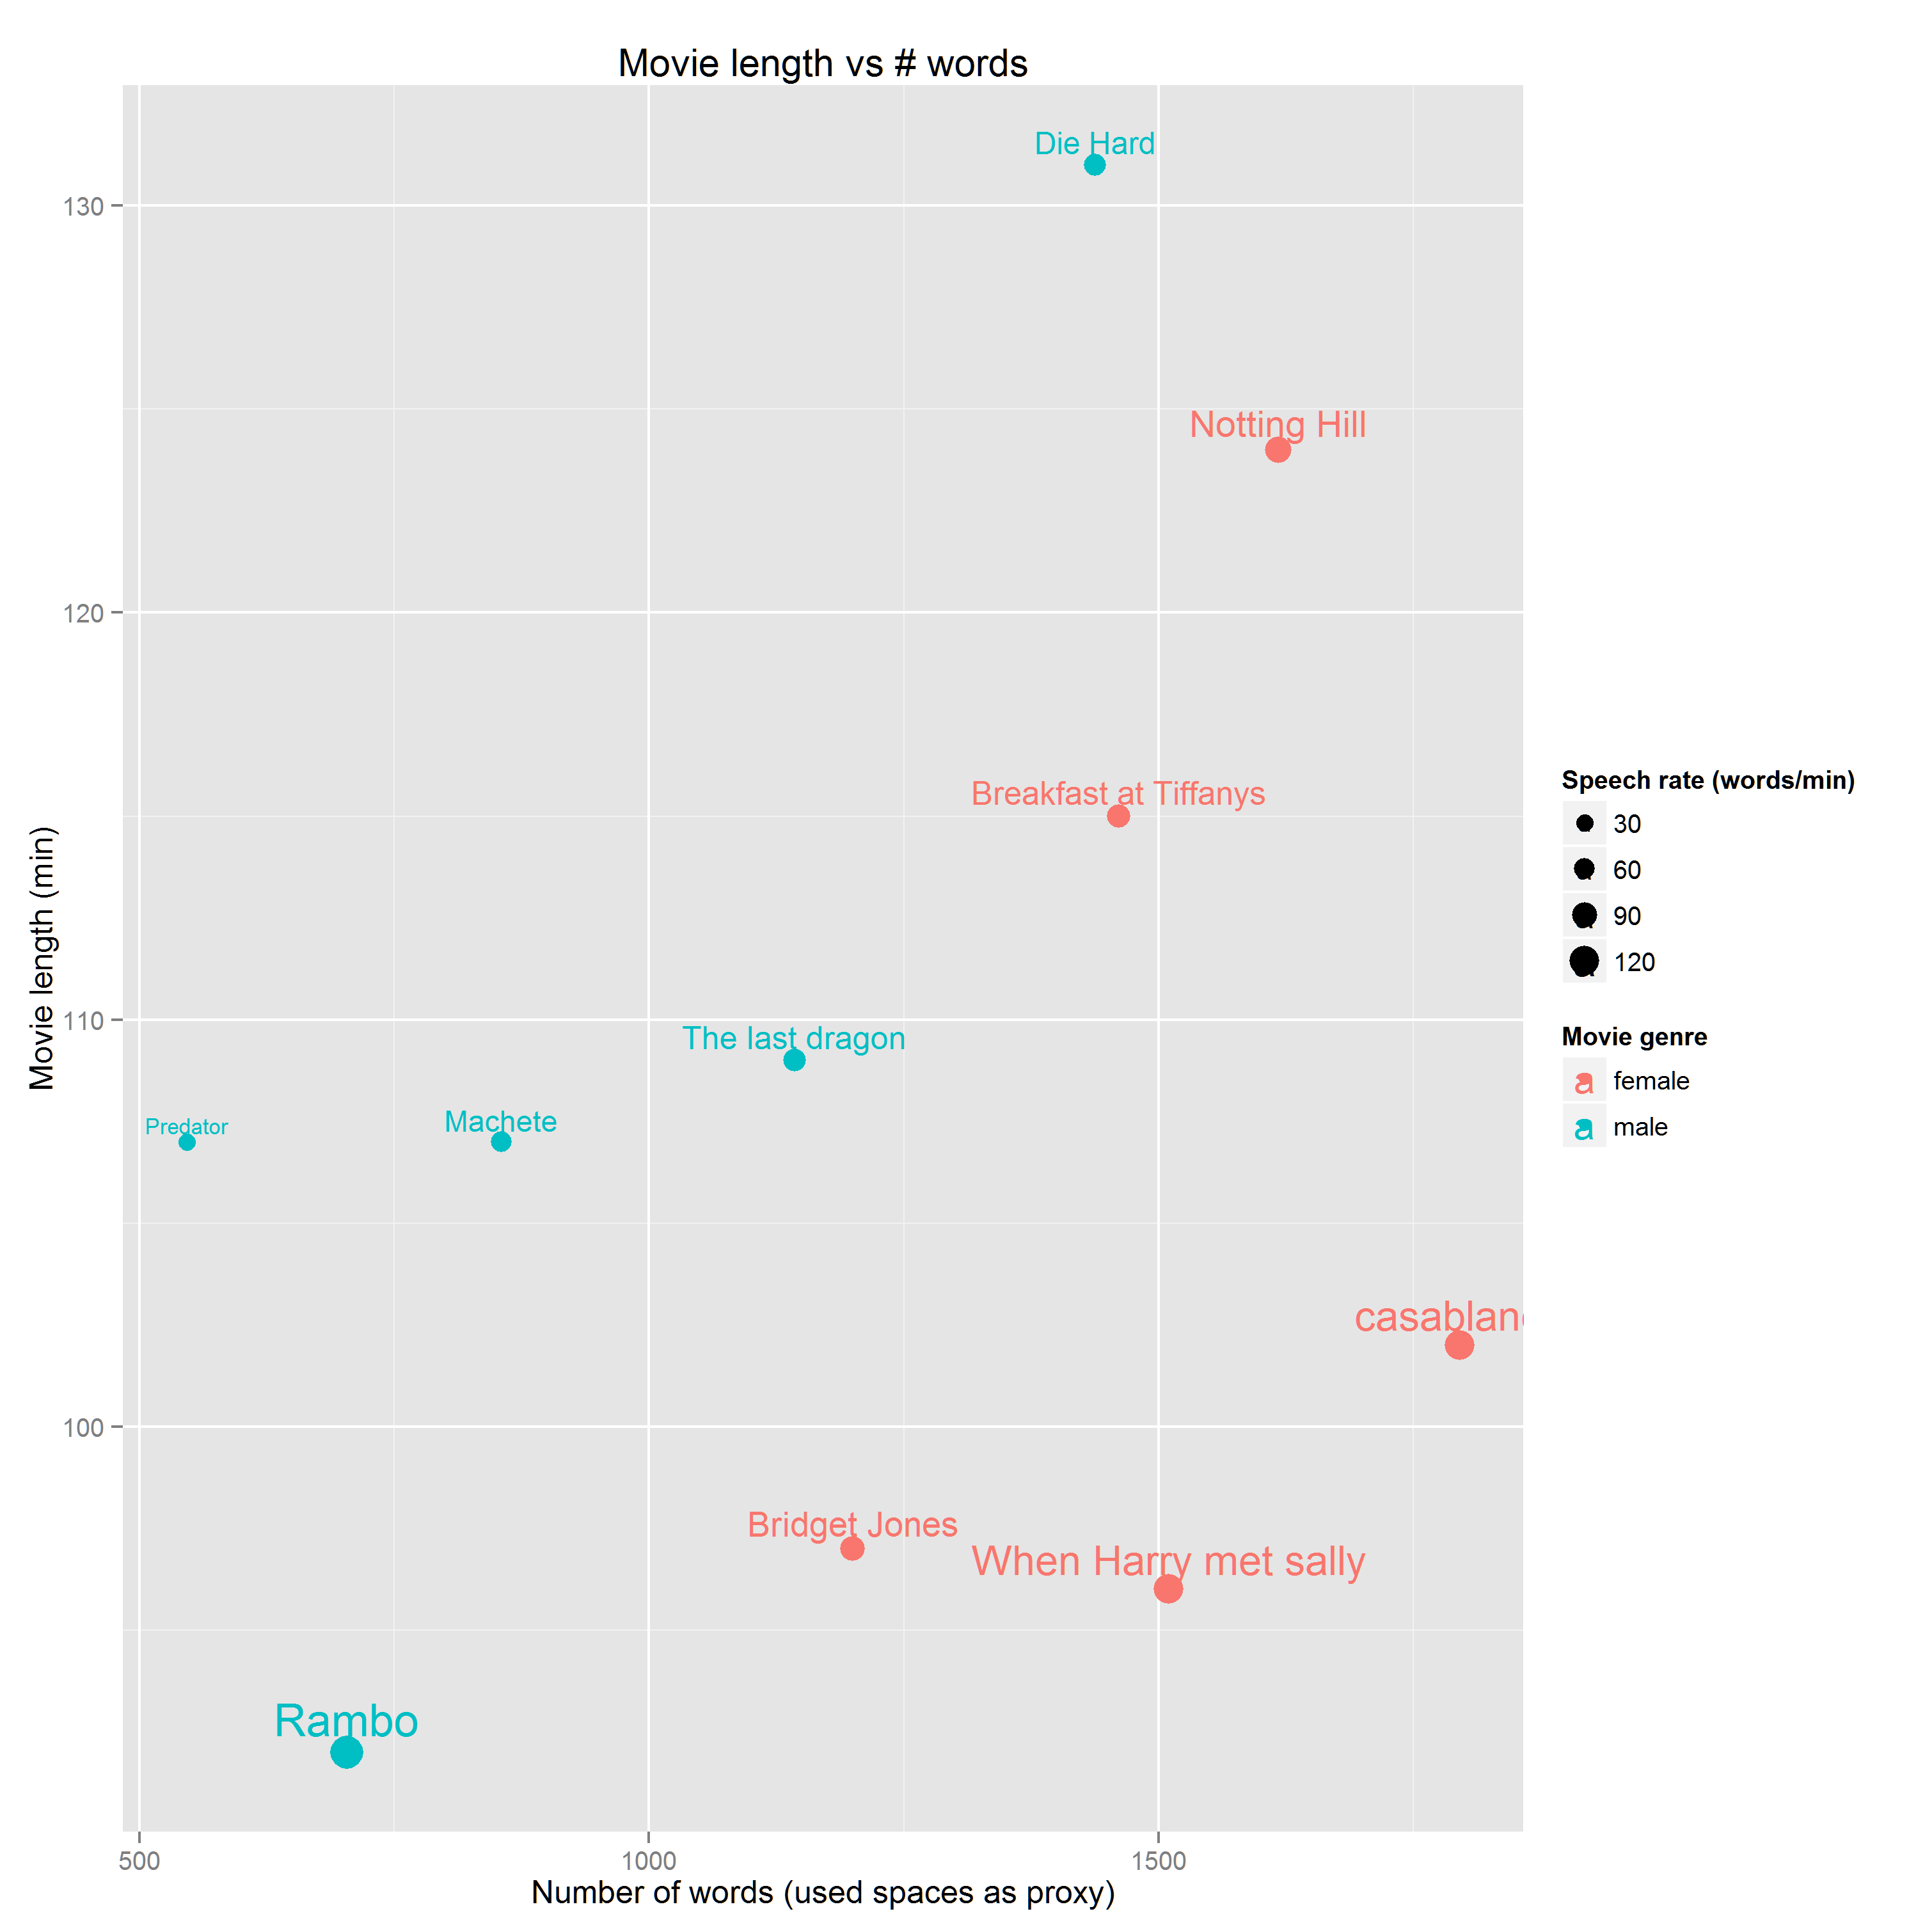 Movie length vs # words
Die Hard
130
Notting Hill
120
Breakfast at Tiffanys
Speech rate (words/min)
30
60
90
120
Movie length (min)
110
The last dragon
Movie genre
a female
a male
Predator
Machete
casablanc
100
Bridget Jones
When Harry met sally
Rambo
500 1000 1500
Number of words (used spaces as proxy)